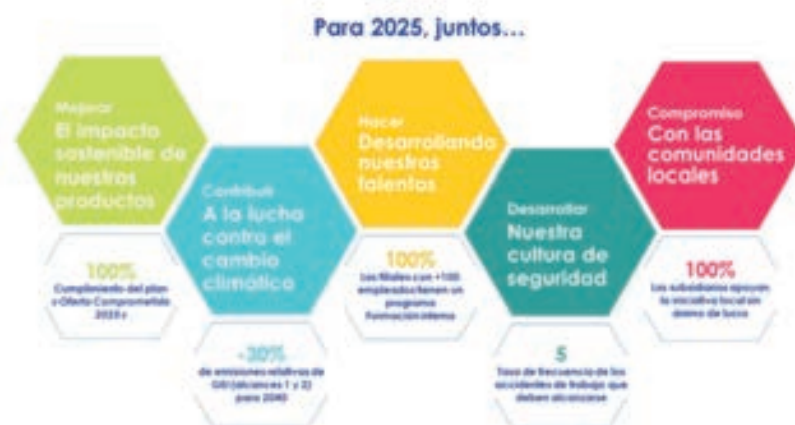 Para 2025, juntos...
Mejorar
El impacto
sostenible de
nuestros
productos
100%
Cumplimiento del plan
« Oferta Comprometida
2025 »
Contribuir
A la lucha
contra el
cambio
climático
-30%
de emisiones relativas de
GEI (alcances 1 y 2)
para
Hacer
Desarrollando
nuestros
talentos
100%
Las filiales con +100
empleados tienen un
programa
Formación interna
Desarrollar
Nuestra
cultura de
seguridad
5
Tasa de frecuencia de los
accidentes de trabajo que
deben alcanzarse
Compromiso
Con las
comunidades
locales
100%
Las subsidiarias apoyan
la iniciativa local sin
ánimo de lucro